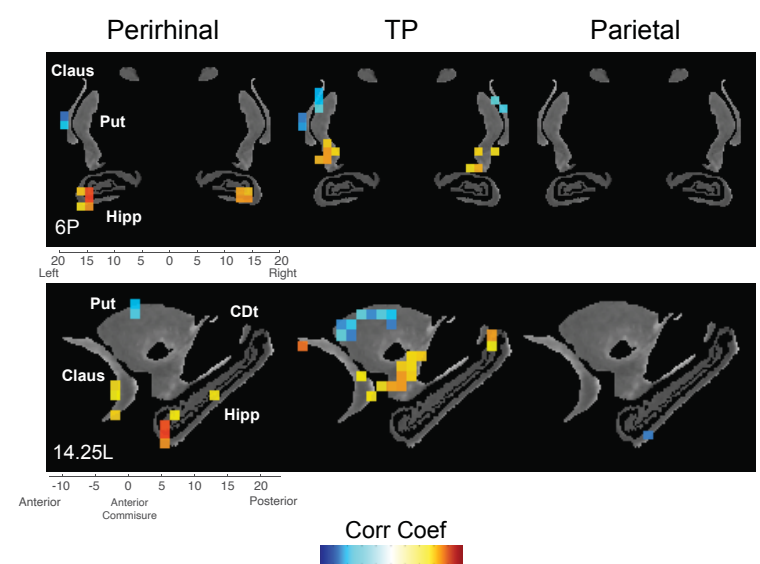 Perirhinal TP Parietal
Claus
Put
Hipp
6P
20 15 10 5 0 5 10 15 20
Left Right
Put CDt
Claus
Hipp
14.25L
-10 -5 0 5 10 15 20
Anterior Anterior Posterior
Commisure
Corr Coef